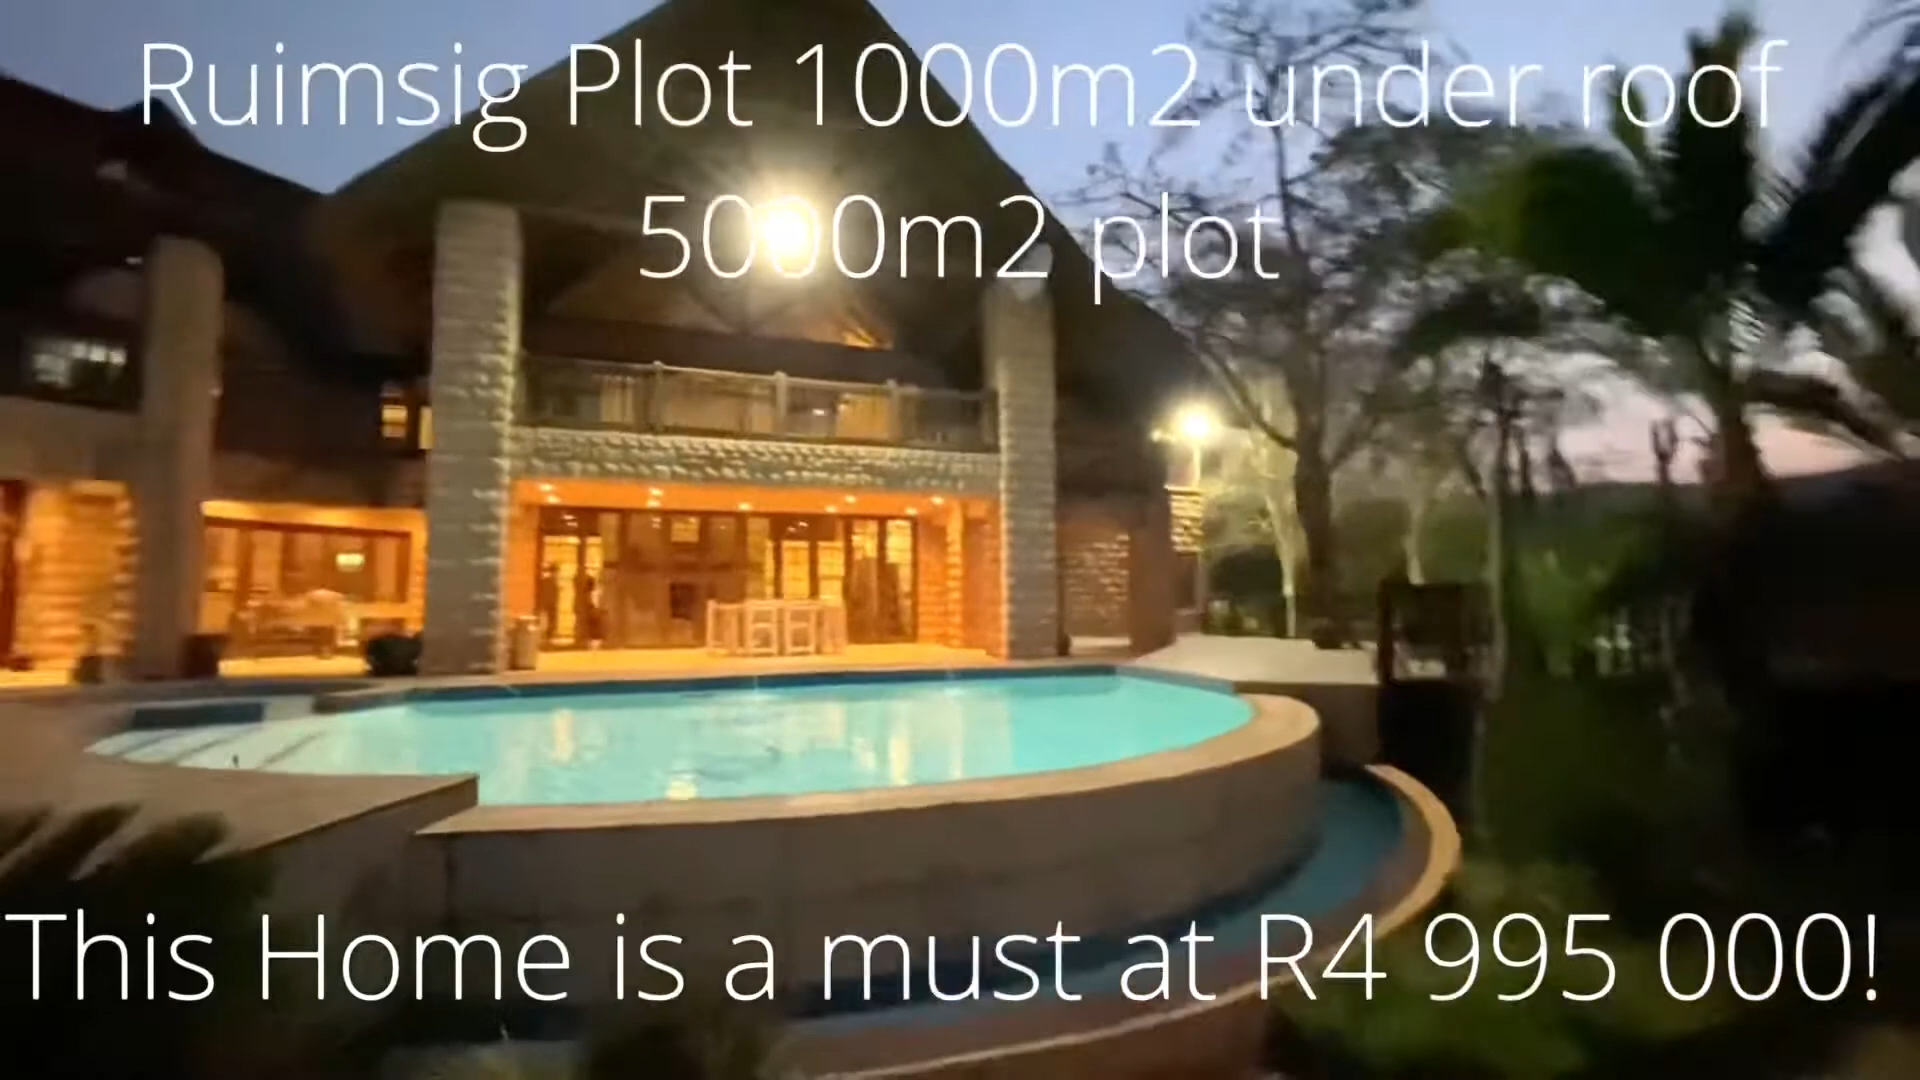 Ruimsig Plot 1000m2 under roof
5000m2 plot
This Home is a must at R4 995 000!